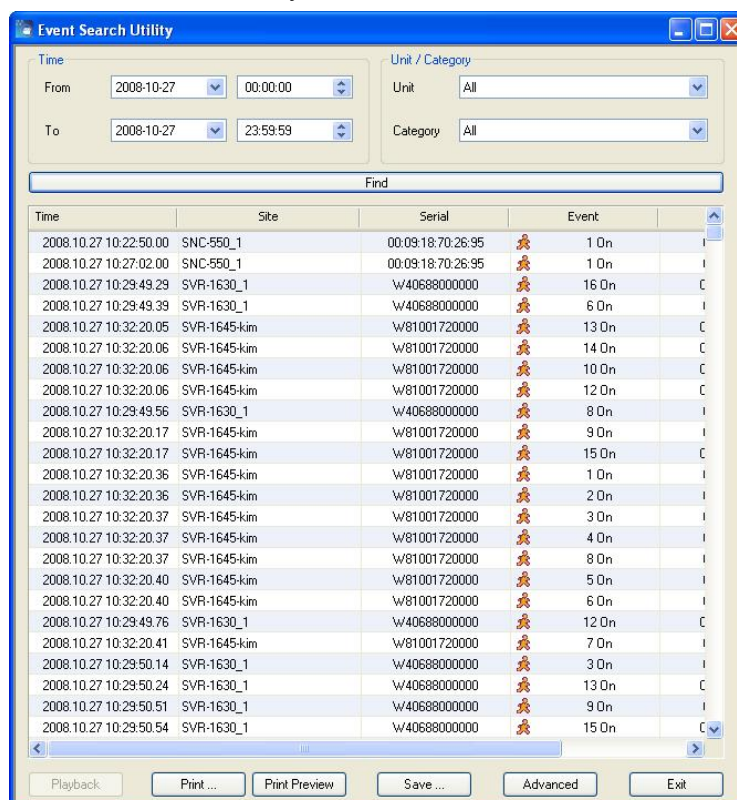 Event Search Utility
Time
Unit / Category
From 2008-10-27 00:00:00 Unit All
To 2008-10-27 23:59:59 Category All
Find
Time Site Serial Event
2008.10.27 10:22:50.00 SNC-550_1 00:09:18:70:26:95 1 On
2008.10.27 10:27:02.00 SNC-550_1 00:09:18:70:26:95 1 On
2008.10.27 10:29:49.29 SVR-1630_1 W40688000000 16 On
2008.10.27 10:29:49.39 SVR-1630_1 W40688000000 6 On
2008.10.27 10:32:20.05 SVR-1645-kim W81001720000 13 On
2008.10.27 10:32:20.06 SVR-1645-kim W81001720000 14 On
2008.10.27 10:32:20.06 SVR-1645-kim W81001720000 10 On
2008.10.27 10:32:20.06 SVR-1645-kim W81001720000 12 On
2008.10.27 10:29:49.56 SVR-1630_1 W40688000000 8 On
2008.10.27 10:32:20.17 SVR-1645-kim W81001720000 9 On
2008.10.27 10:32:20.17 SVR-1645-kim W81001720000 15 On
2008.10.27 10:32:20.36 SVR-1645-kim W81001720000 1 On
2008.10.27 10:32:20.36 SVR-1645-kim W81001720000 2 On
2008.10.27 10:32:20.37 SVR-1645-kim W81001720000 3 On
2008.10.27 10:32:20.37 SVR-1645-kim W81001720000 4 On
2008.10.27 10:32:20.37 SVR-1645-kim W81001720000 8 On
2008.10.27 10:32:20.40 SVR-1645-kim W81001720000 5 On
2008.10.27 10:32:20.40 SVR-1645-kim W81001720000 6 On
2008.10.27 10:29:49.76 SVR-1630_1 W40688000000 12 On
2008.10.27 10:32:20.41 SVR-1645-kim W81001720000 7 On
2008.10.27 10:29:50.14 SVR-1630_1 W40688000000 3 On
2008.10.27 10:29:50.24 SVR-1630_1 W40688000000 13 On
2008.10.27 10:29:50.51 SVR-1630_1 W40688000000 9 On
2008.10.27 10:29:50.54 SVR-1630_1 W40688000000 15 On
Playback Print ... Print Preview Save ... Advanced Exit